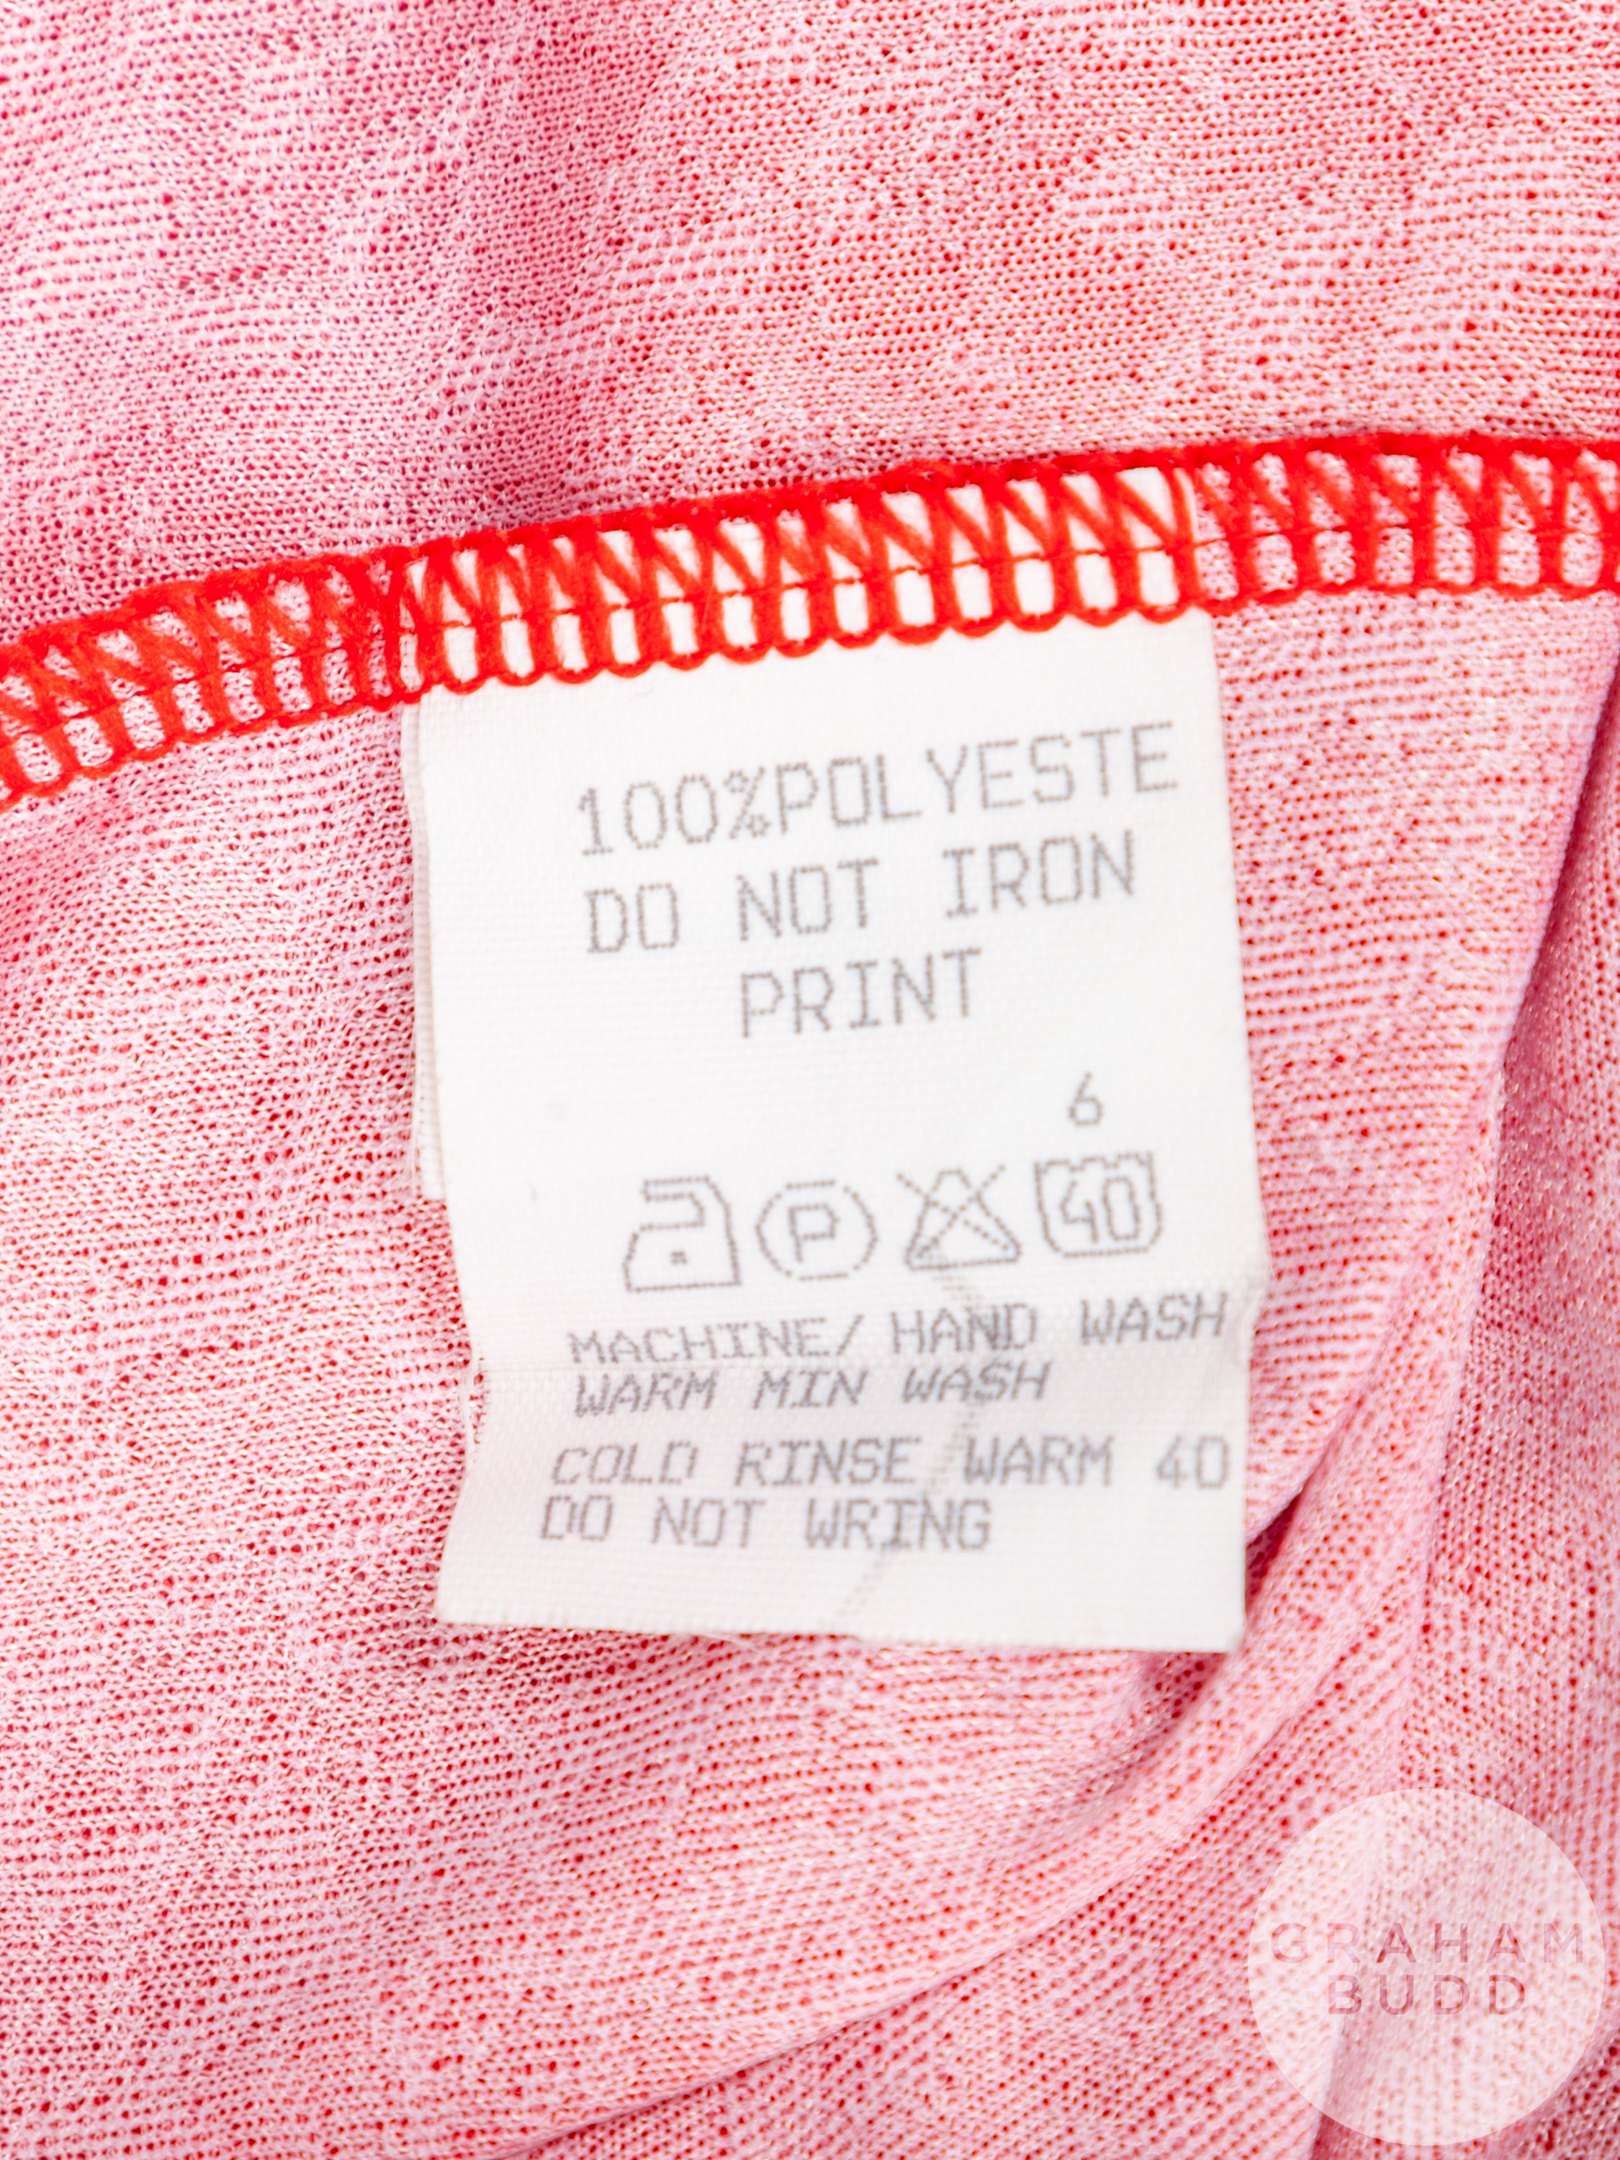 100%POLYESTE
DO NOT IRON
PRINT
6
P
40
MACHINE/ HAND WASH
WARM MIN WASH
COLD RINSE WARM 40
DO NOT WRING
GRAHAM
BUDD